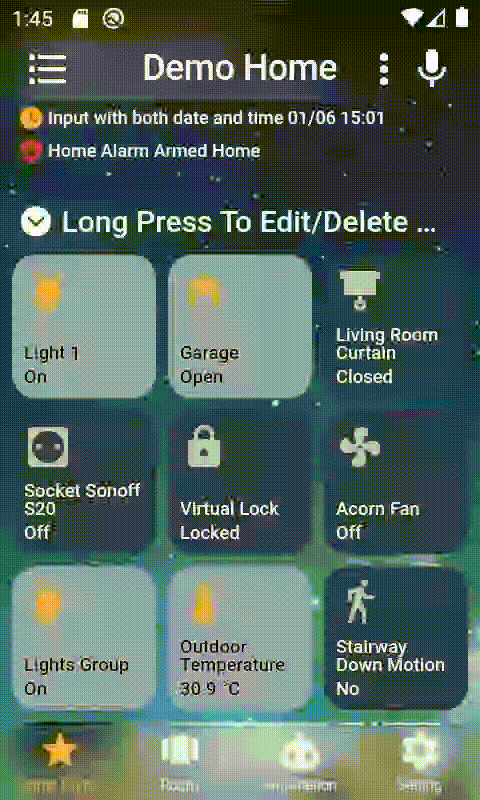 1:45
Demo Home
Input with both date and time 01/06 15:01
Home Alarm Armed Home
Long Press To Edit/Delete ...
Light 1
On
Garage
Open
Living Room
Curtain
Closed
Socket Sonoff
S20
Off
Virtual Lock
Locked
Acorn Fan
Off
Lights Group
On
Outdoor
Temperature
30.9 °C
Stairway
Down Motion
No
Room
Setting